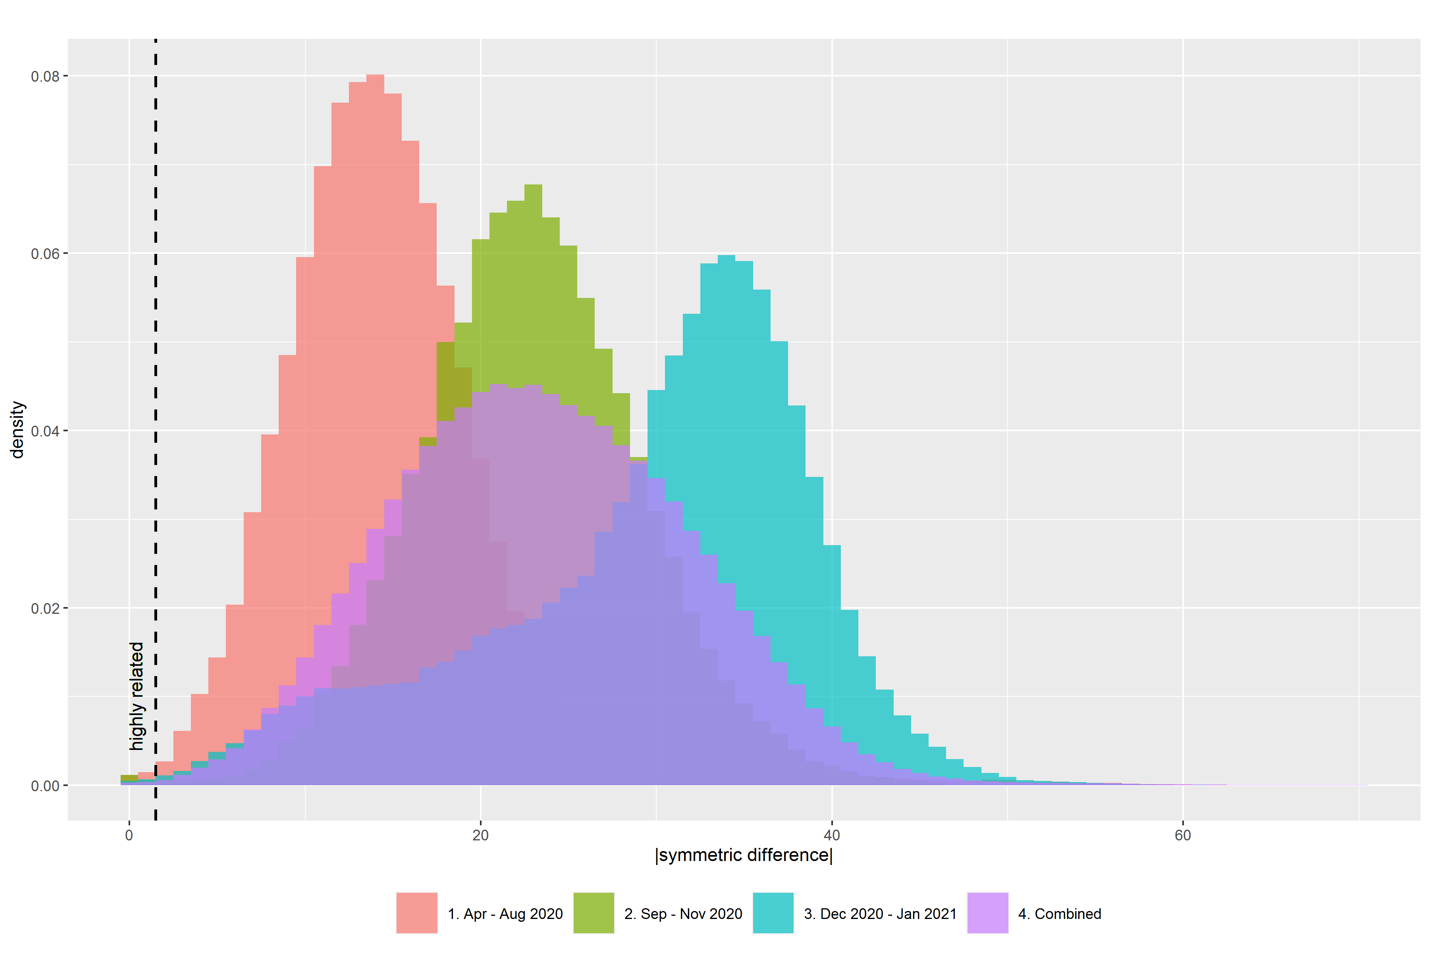 0.08
0.06
0.04
0.02
0.00
density
highly related
0
20
40
60
|symmetric difference|
1. Apr - Aug 2020
2. Sep - Nov 2020
3. Dec 2020 - Jan 2021
4. Combined